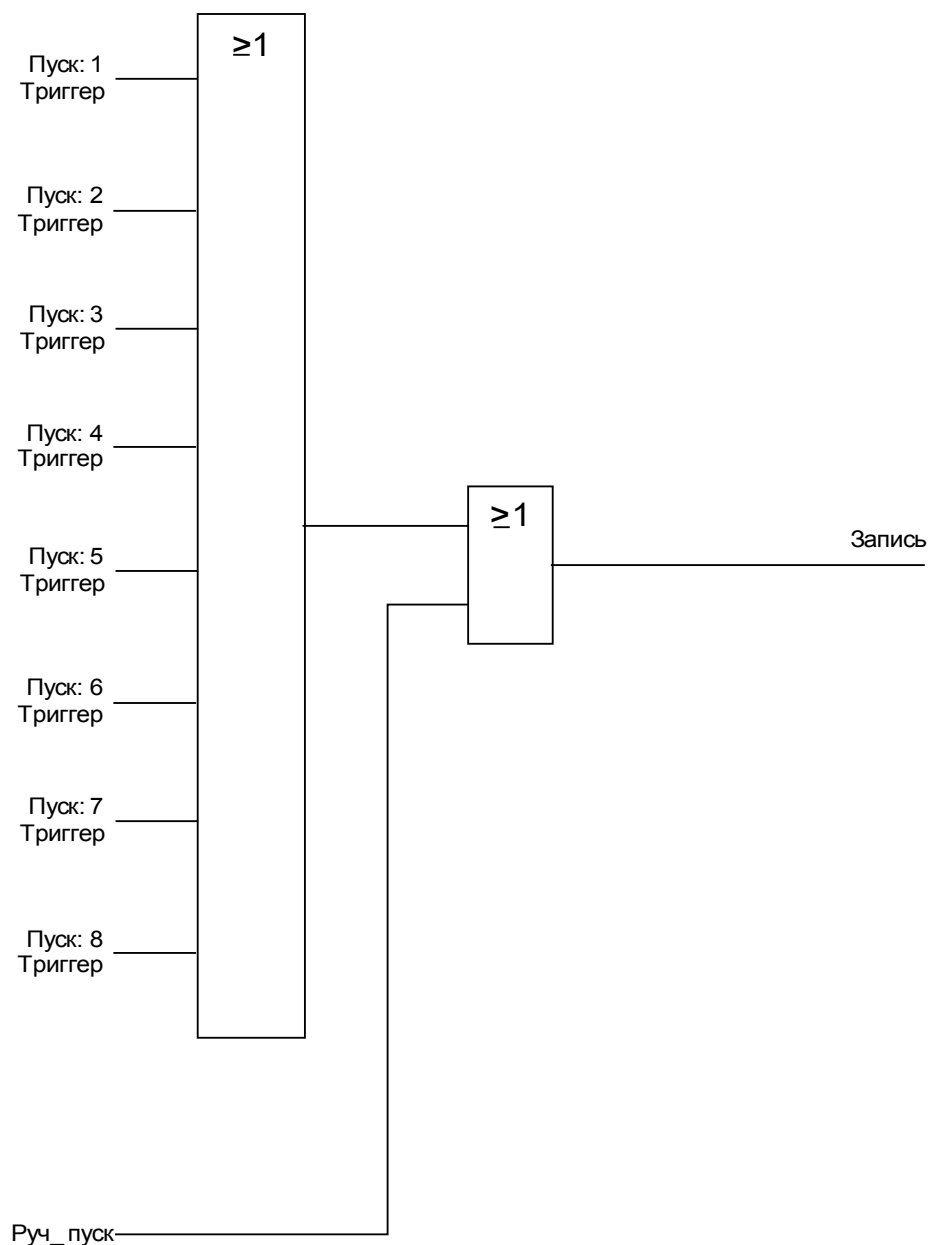 ≥1
Пуск: 1
Триггер
Пуск: 2
Триггер
Пуск: 3
Триггер
Пуск: 4
Триггер
≥1
Запись
Пуск: 5
Триггер
Пуск: 6
Триггер
Пуск: 7
Триггер
Пуск: 8
Триггер
Руч_пуск